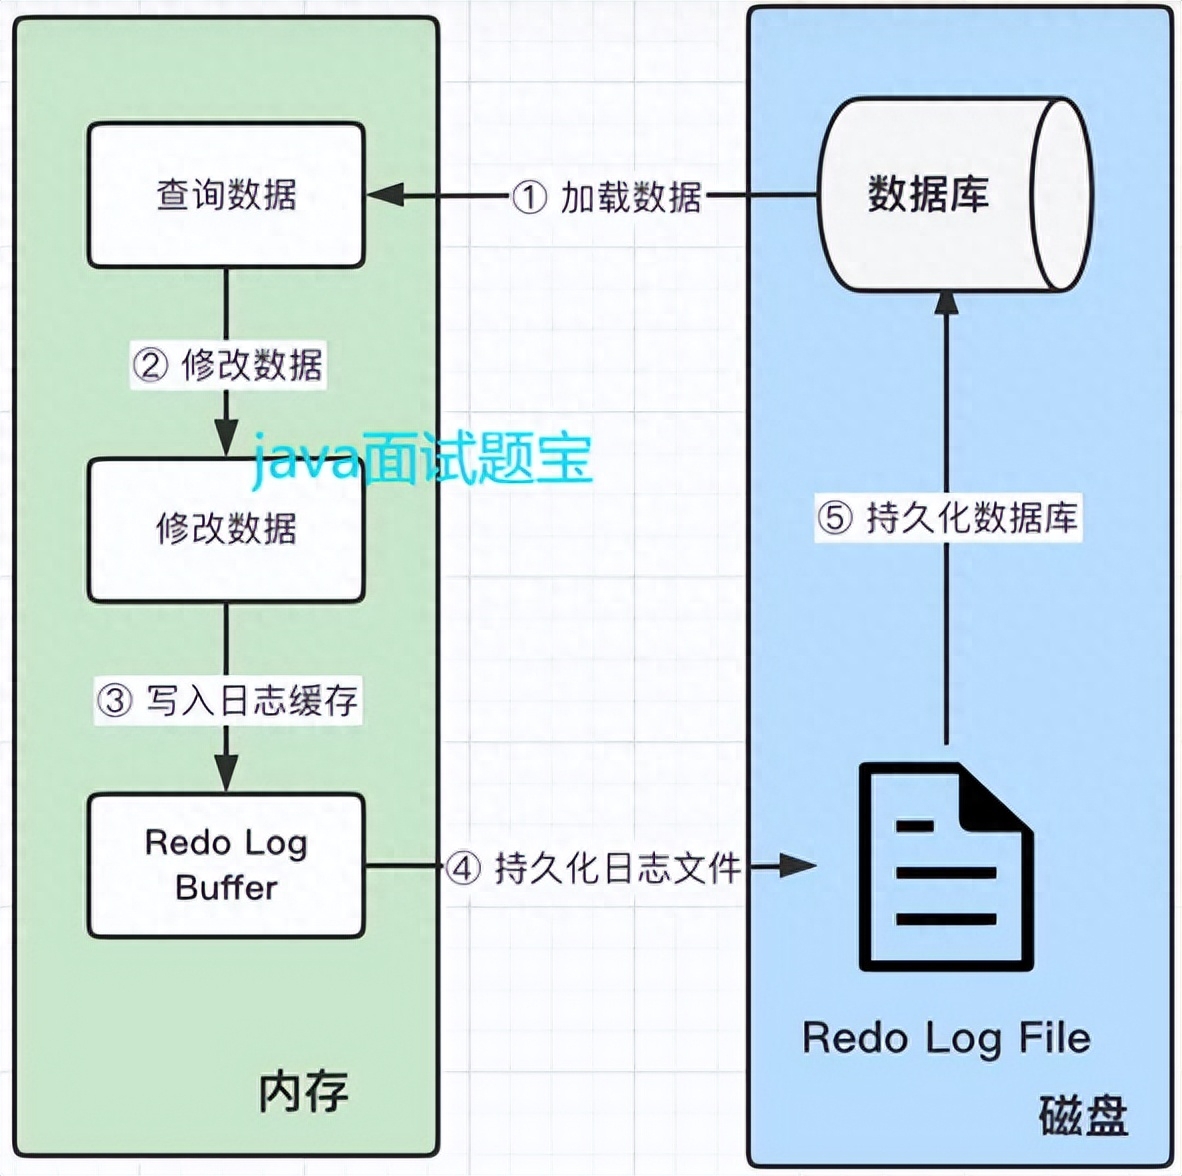 查询数据
① 加载数据
数据库
② 修改数据
java面试题宝
修改数据
⑤ 持久化数据库
③ 写入日志缓存
Redo Log
Buffer
④ 持久化日志文件
Redo Log File
内存
磁盘